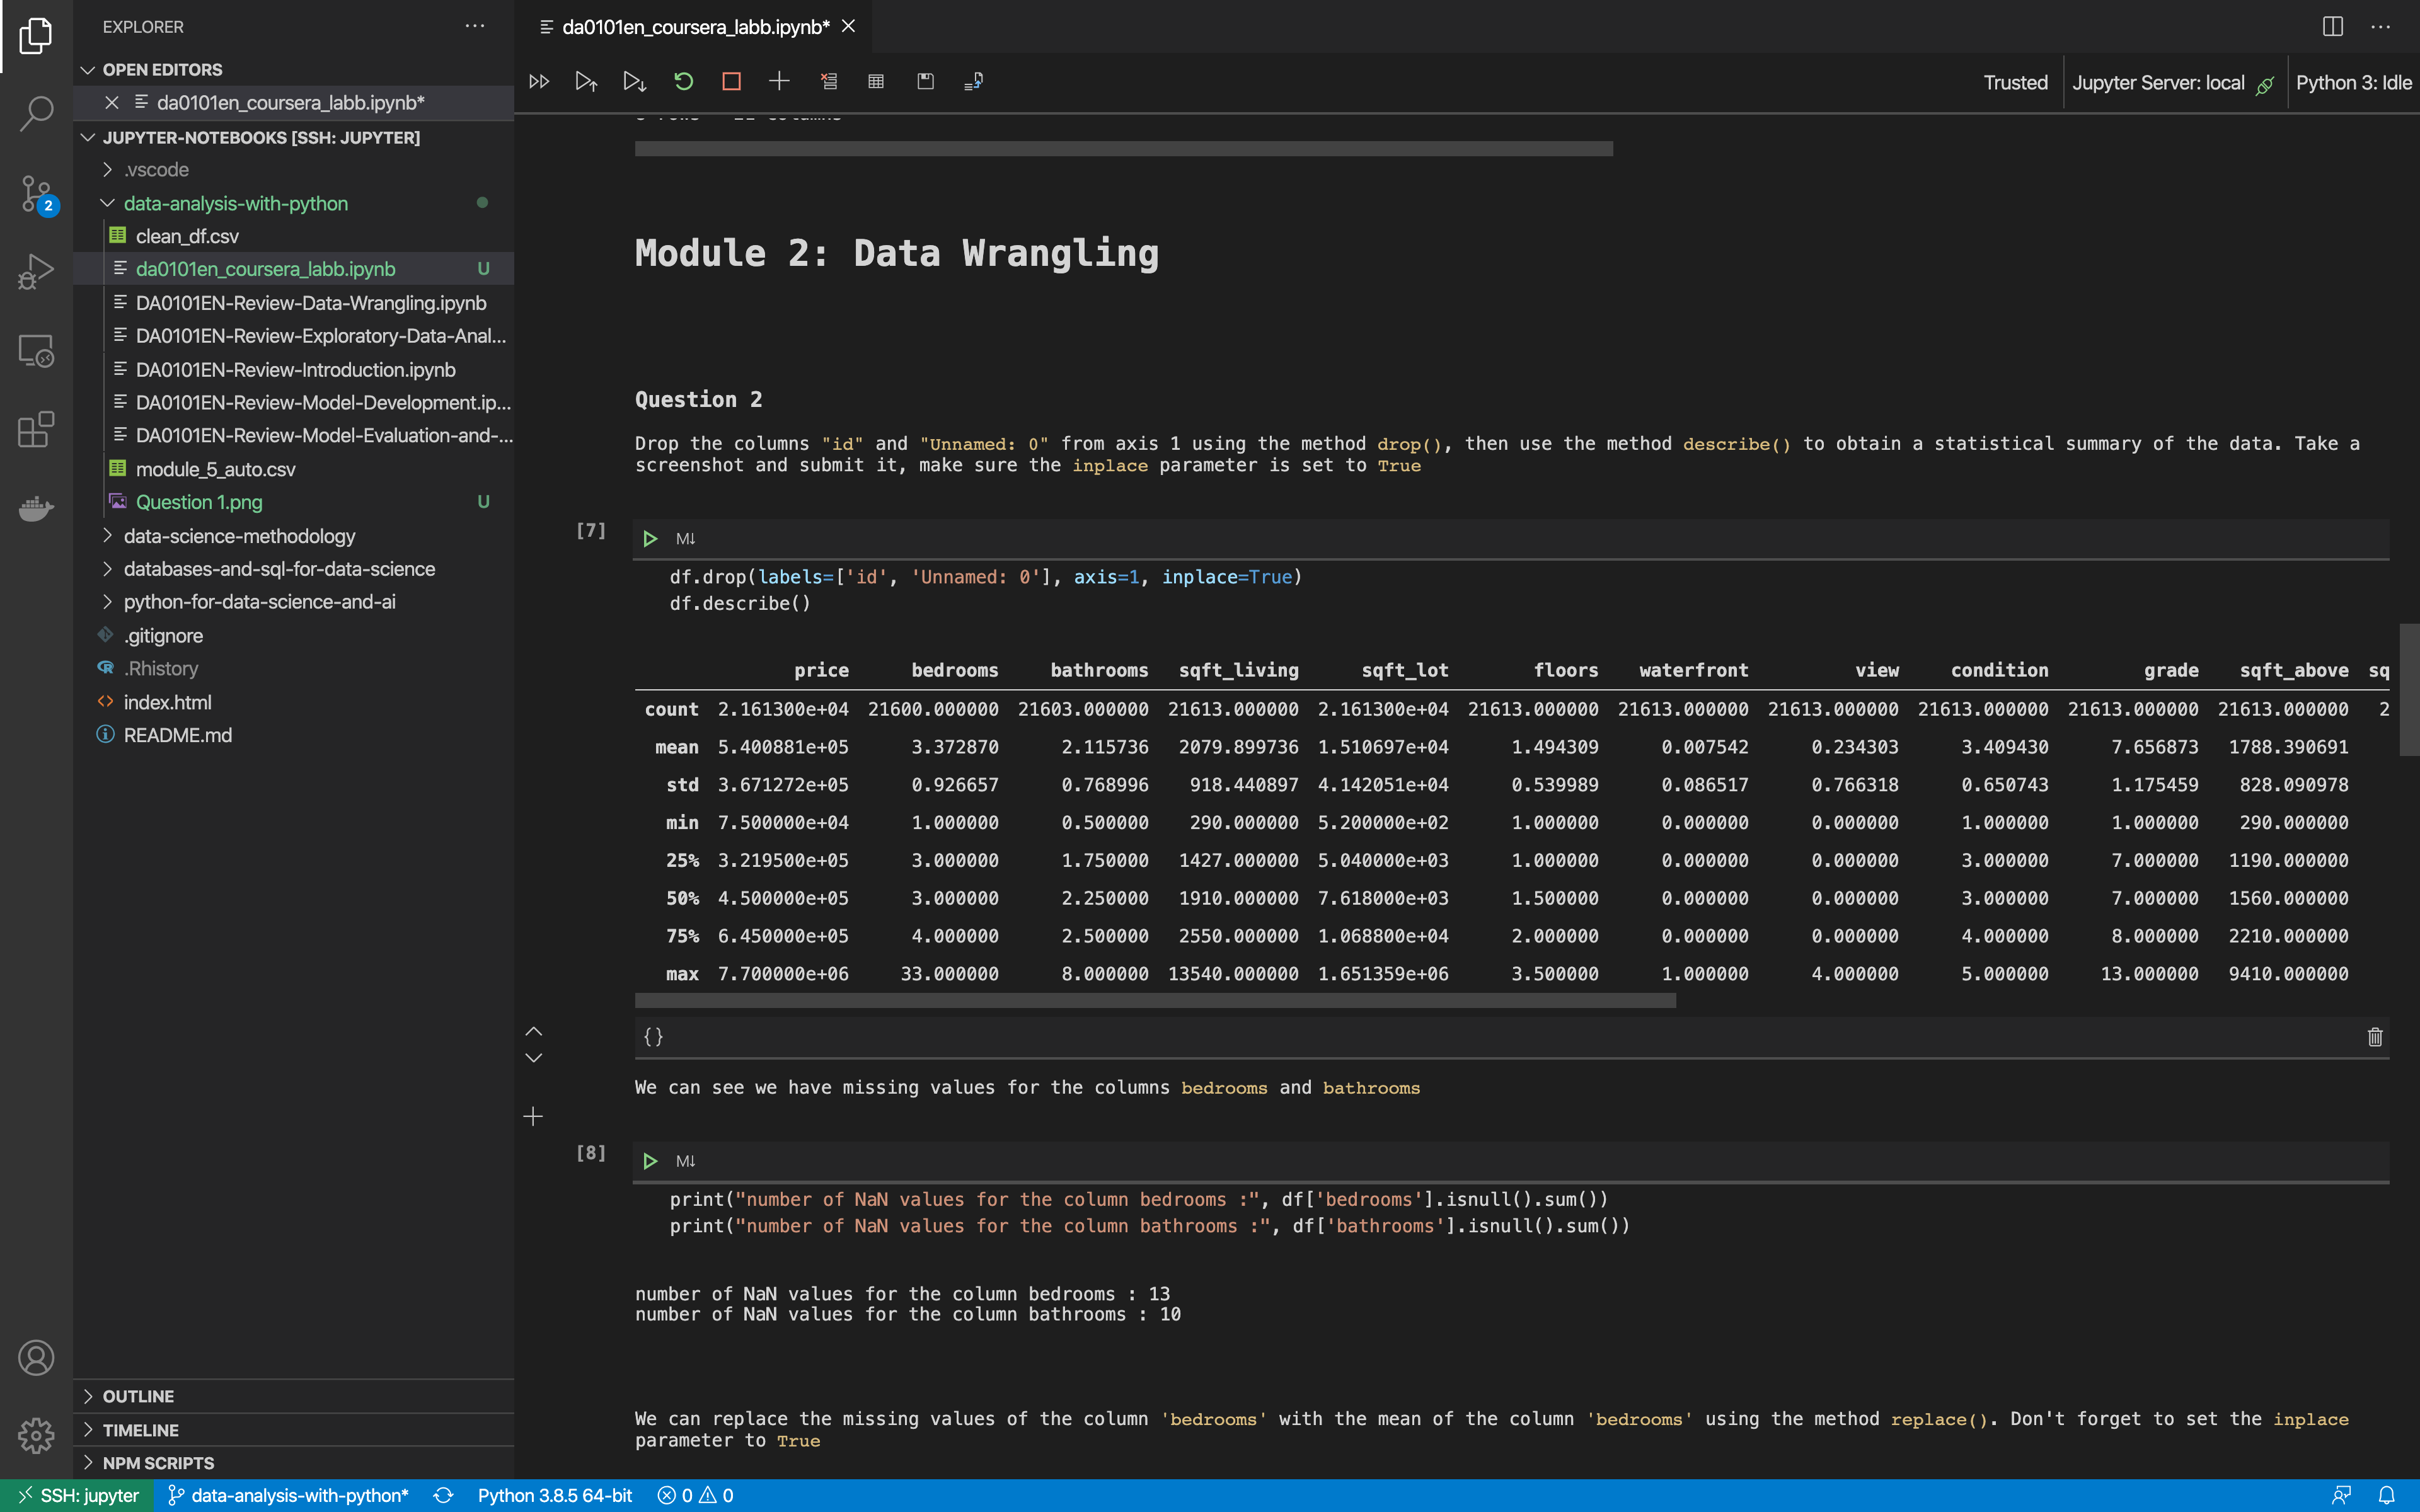 EXPLORER
OPEN EDITORS
da0101en_coursera_labb.ipynb*
JUPYTER-NOTEBOOKS [SSH: JUPYTER]
.vscode
data-analysis-with-python
clean_df.csv
da0101en_coursera_labb.ipynb U
DA0101EN-Review-Data-Wrangling.ipynb
DA0101EN-Review-Exploratory-Data-Anal...
DA0101EN-Review-Introduction.ipynb
DA0101EN-Review-Model-Development.ip...
DA0101EN-Review-Model-Evaluation-and-...
module_5_auto.csv
Question 1.png U
data-science-methodology
databases-and-sql-for-data-science
python-for-data-science-and-ai
.gitignore
.Rhistory
index.html
README.md
OUTLINE
TIMELINE
NPM SCRIPTS
2
da0101en_coursera_labb.ipynb*
Trusted Jupyter Server: local Python 3: Idle
Module 2: Data Wrangling
Question 2
Drop the columns "id" and "Unnamed: 0" from axis 1 using the method drop(), then use the method describe() to obtain a statistical summary of the data. Take a
screenshot and submit it, make sure the inplace parameter is set to True
[7]
M↓
df.drop(labels=['id', 'Unnamed: 0'], axis=1, inplace=True)
df.describe()
price bedrooms bathrooms sqft_living sqft_lot floors waterfront view condition grade sqft_above sq
count 2.161300e+04 21600.000000 21603.000000 21613.000000 2.161300e+04 21613.000000 21613.000000 21613.000000 21613.000000 21613.000000 21613.000000 2
mean 5.400881e+05 3.372870 2.115736 2079.899736 1.510697e+04 1.494309 0.007542 0.234303 3.409430 7.656873 1788.390691
std 3.671272e+05 0.926657 0.768996 918.440897 4.142051e+04 0.539989 0.086517 0.766318 0.650743 1.175459 828.090978
min 7.500000e+04 1.000000 0.500000 290.000000 5.200000e+02 1.000000 0.000000 0.000000 1.000000 1.000000 290.000000
25% 3.219500e+05 3.000000 1.750000 1427.000000 5.040000e+03 1.000000 0.000000 0.000000 3.000000 7.000000 1190.000000
50% 4.500000e+05 3.000000 2.250000 1910.000000 7.618000e+03 1.500000 0.000000 0.000000 3.000000 7.000000 1560.000000
75% 6.450000e+05 4.000000 2.500000 2550.000000 1.068800e+04 2.000000 0.000000 0.000000 4.000000 8.000000 2210.000000
max 7.700000e+06 33.000000 8.000000 13540.000000 1.651359e+06 3.500000 1.000000 4.000000 5.000000 13.000000 9410.000000
{}
We can see we have missing values for the columns bedrooms and bathrooms
[8]
M↓
print("number of NaN values for the column bedrooms :", df['bedrooms'].isnull().sum())
print("number of NaN values for the column bathrooms :", df['bathrooms'].isnull().sum())
number of NaN values for the column bedrooms : 13
number of NaN values for the column bathrooms : 10
We can replace the missing values of the column 'bedrooms' with the mean of the column 'bedrooms' using the method replace(). Don't forget to set the inplace
parameter to True
SSH: jupyter data-analysis-with-python* Python 3.8.5 64-bit 0 0